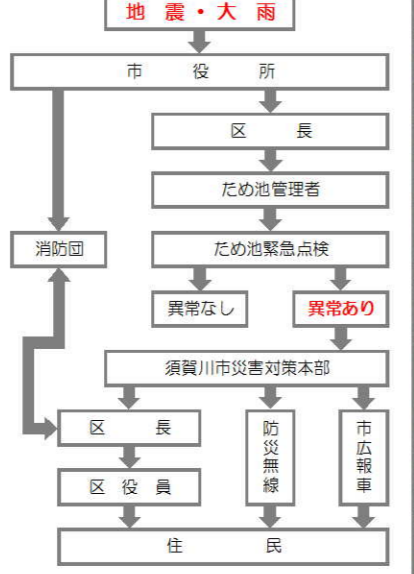 地震・大雨
市役所
区長
ため池管理者
消防団
ため池緊急点検
異常なし
異常あり
須賀川市災害対策本部
区長
防災無線
市広報車
区役員
住民